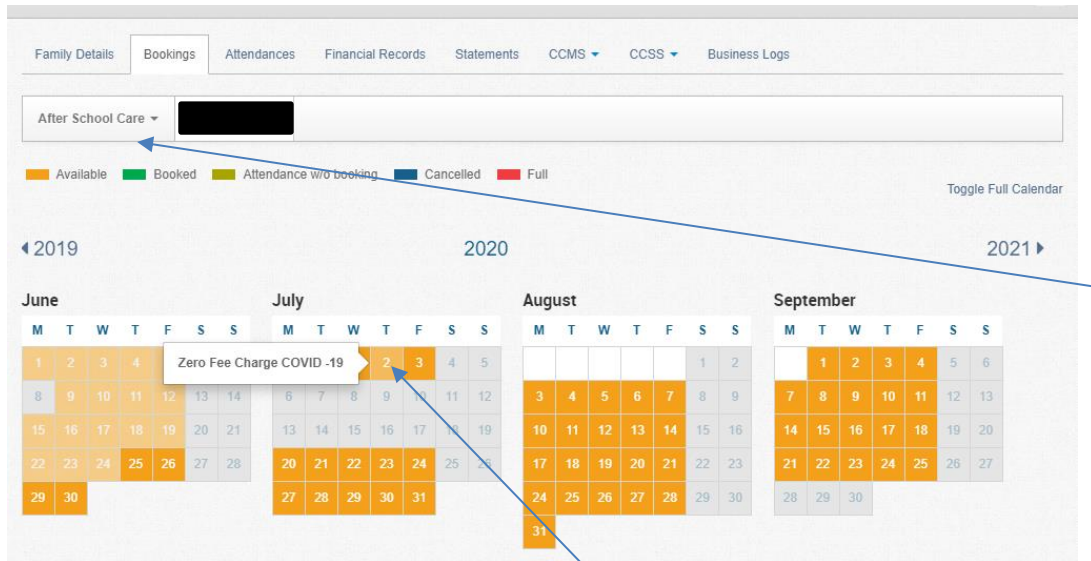 Family Details Bookings Attendances Financial Records Statements CCMS CCSS Business Logs
After School Care
Available Booked Attendance w/o booking Cancelled Full
Toggle Full Calendar
2019 2020 2021
June July August September
M T W T F S S M T W T F S S M T W T F S S M T W T F S S
1 2 3 4 Zero Fee Charge COVID -19 2 3 4 5 1 2 1 2 3 4 5 6
8 9 10 11 12 13 14 6 7 8 9 10 11 12 3 4 5 6 7 8 9 7 8 9 10 11 12 13
15 16 17 18 19 20 21 13 14 15 16 17 18 19 10 11 12 13 14 15 16 14 15 16 17 18 19 20
22 23 24 25 26 27 28 20 21 22 23 24 25 26 17 18 19 20 21 22 23 21 22 23 24 25 26 27
29 30 27 28 29 30 31 24 25 26 27 28 29 30 28 29 30
31